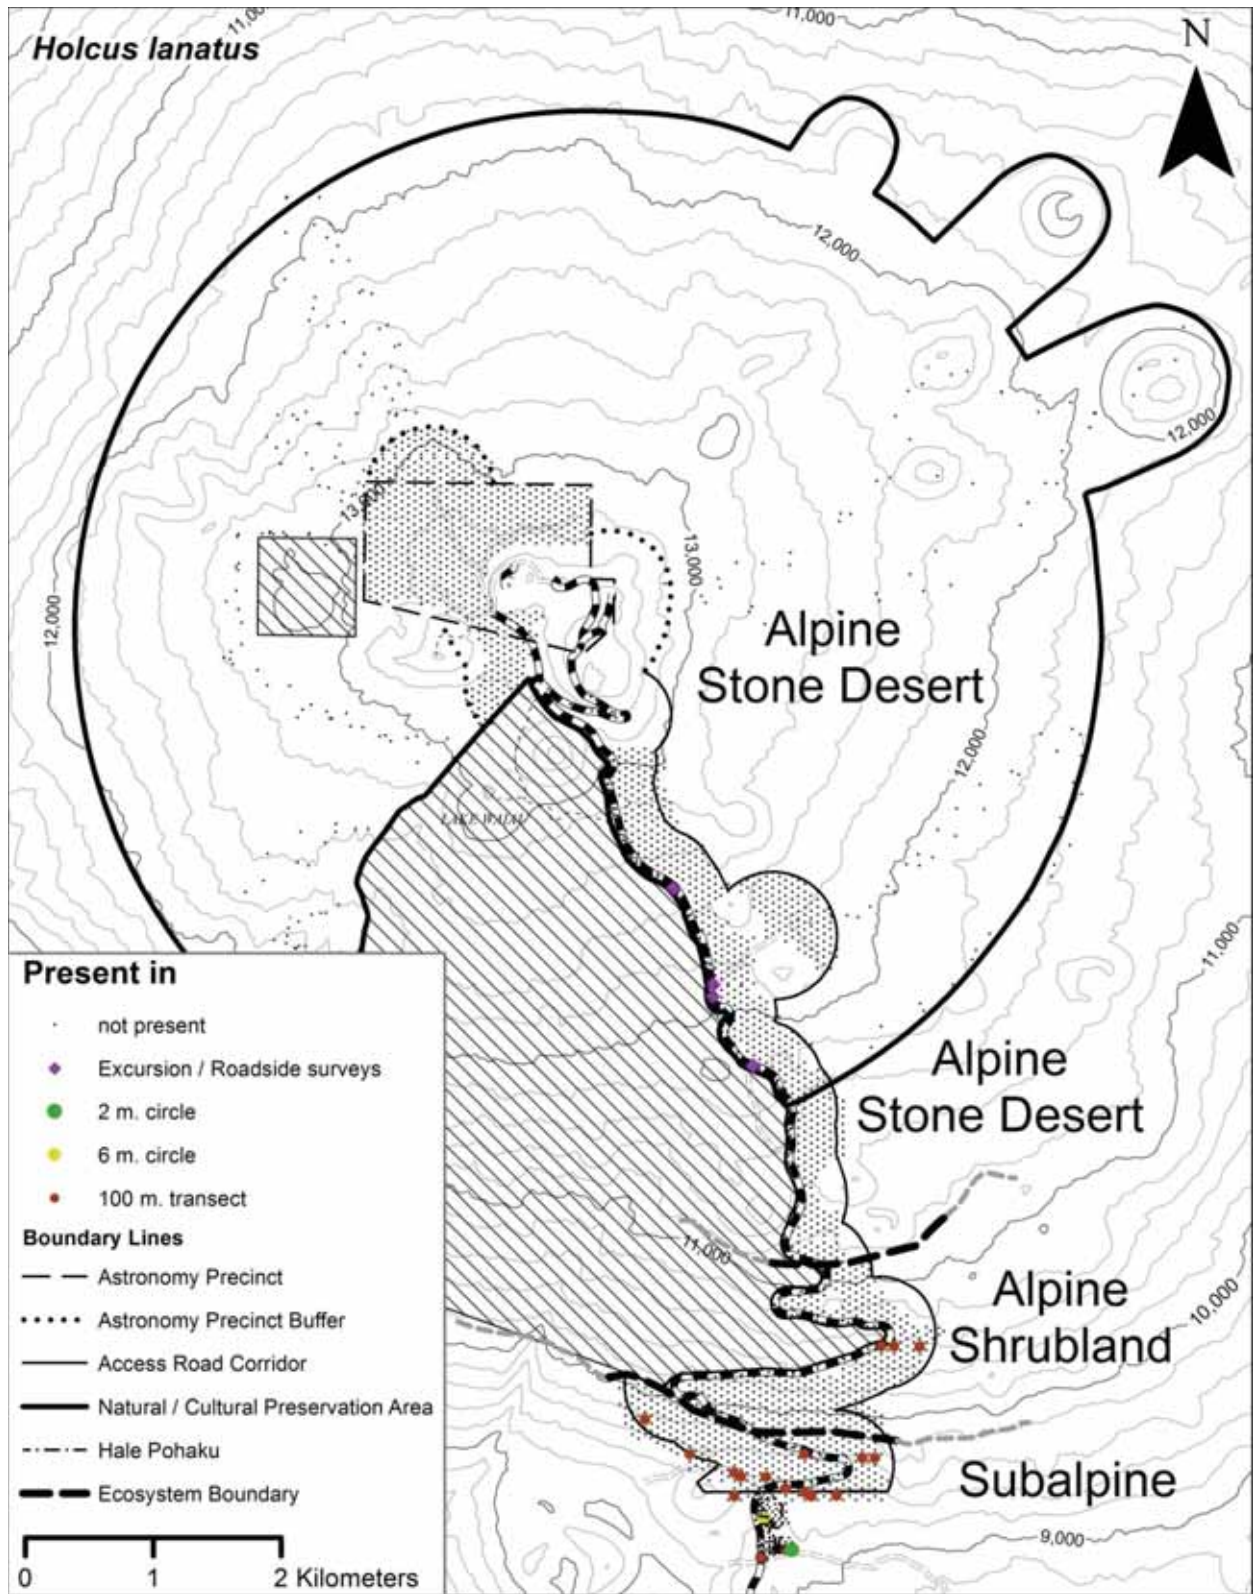 11,000
11,000
Holcus lanatus
N
12,000
12,000
13,000
13,000
12,000
Alpine
Stone Desert
12,000
LAKE WAIAU
11,000
Present in
not present
Excursion / Roadside surveys
2 m. circle
6 m. circle
100 m. transect
Boundary Lines
Astronomy Precinct
Astronomy Precinct Buffer
Access Road Corridor
Natural / Cultural Preservation Area
Hale Pohaku
Ecosystem Boundary
0 1 2 Kilometers
Alpine
Stone Desert
11,000
Alpine
Shrubland
10,000
Subalpine
9,000